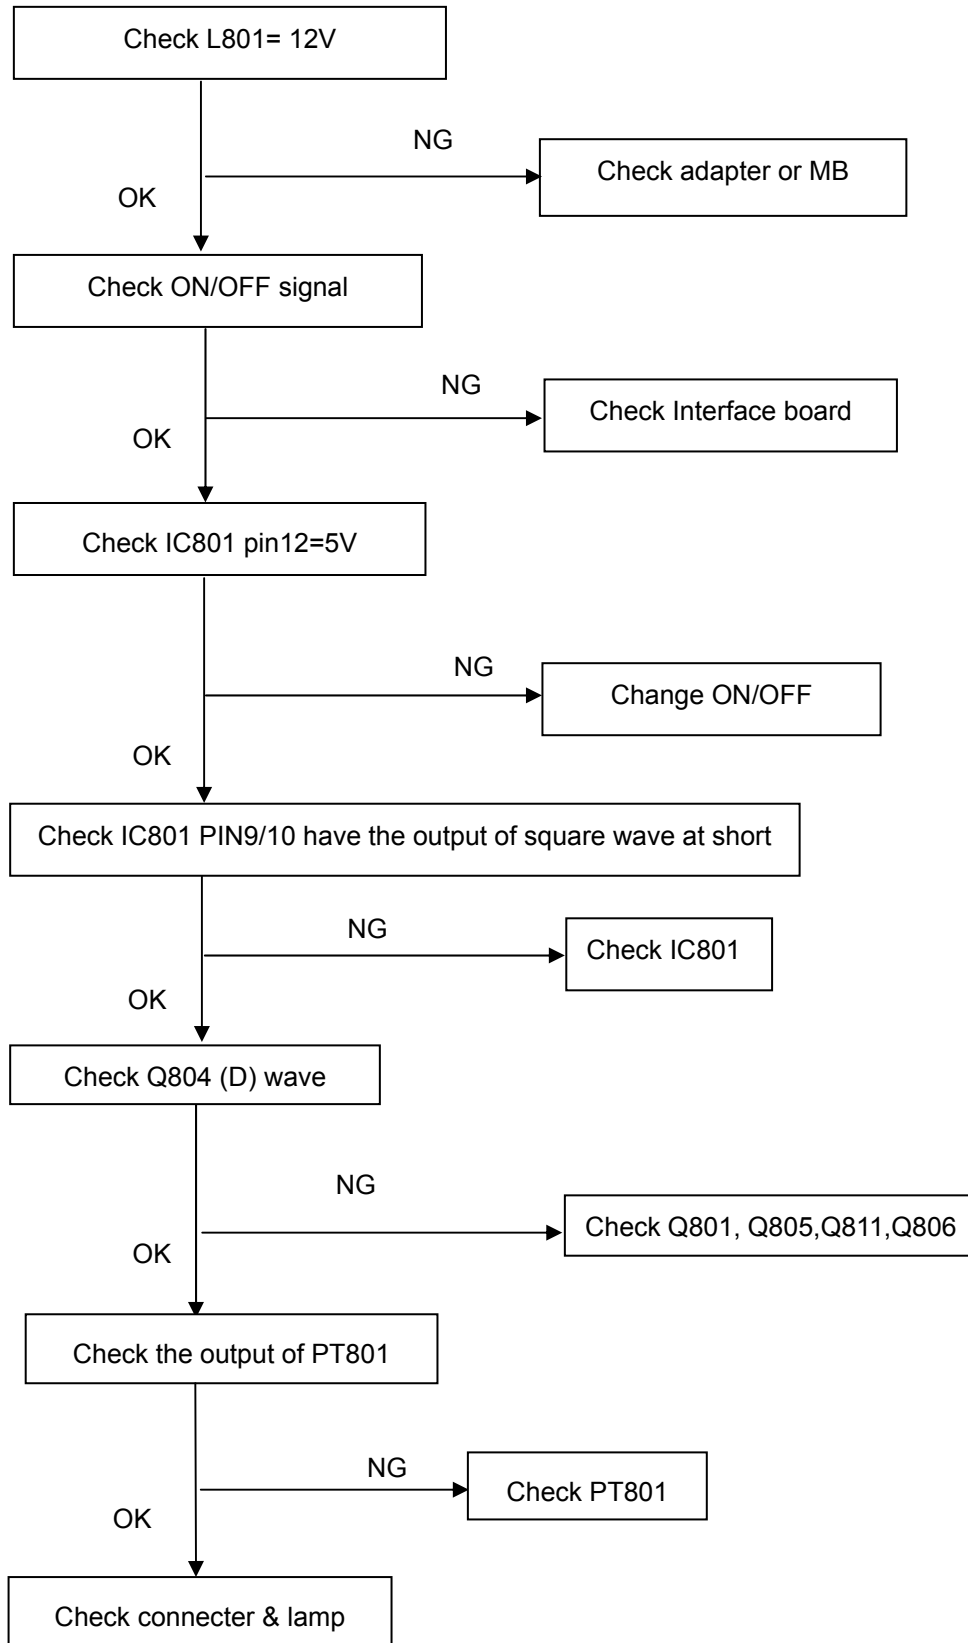 Check L801= 12V
NG
Check adapter or MB
OK
Check ON/OFF signal
NG
Check Interface board
OK
Check IC801 pin12=5V
NG
Change ON/OFF
OK
Check IC801 PIN9/10 have the output of square wave at short
NG
Check IC801
OK
Check Q804 (D) wave
NG
Check Q801, Q805,Q811,Q806
OK
Check the output of PT801
NG
Check PT801
OK
Check connecter & lamp